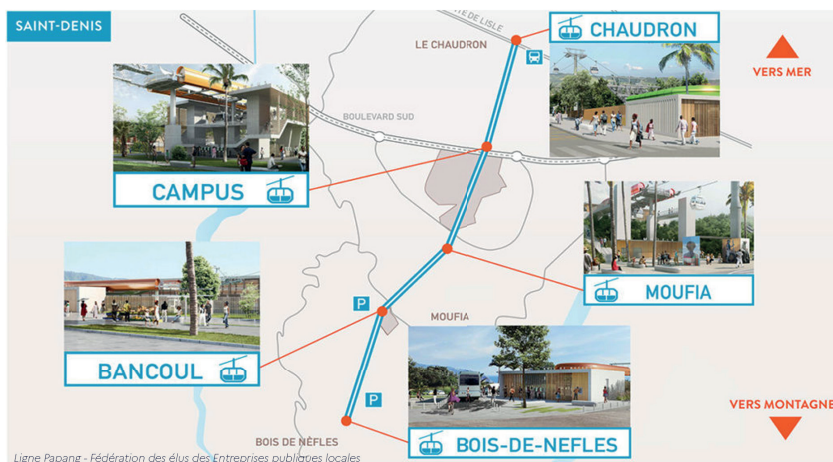 SAINT-DENIS
CHAUDRON
LE CHAUDRON
VERS MER
BOULEVARD SUD
CAMPUS
MOUFIA
P
MOUFIA
BANCOUL
P
VERS MONTAGNE
BOIS DE NÈFLES
BOIS-DE-NEFLES
Ligne Papang - Fédération des élus des Entreprises publiques locales